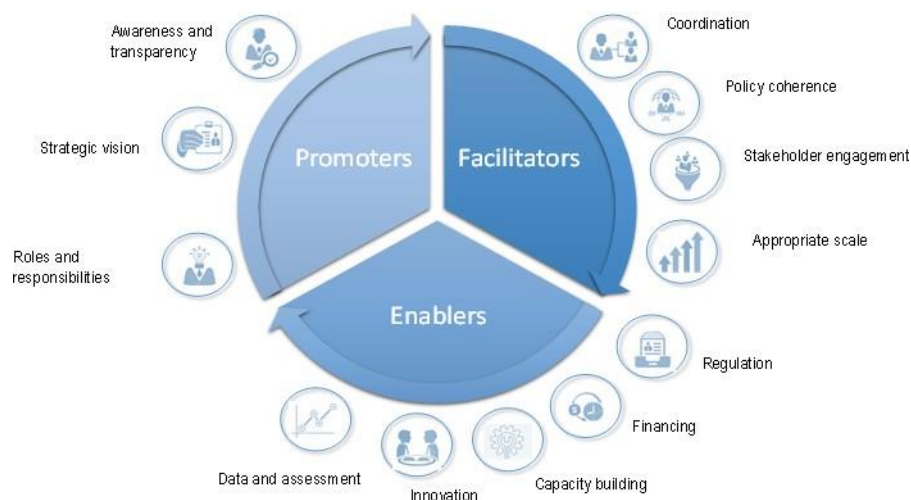 Awareness and
transparency
Strategic vision
Roles and
responsibilities
Promoters
Facilitators
Enablers
Coordination
Policy coherence
Stakeholder engagement
Appropriate scale
Regulation
Financing
Capacity building
Innovation
Data and assessment